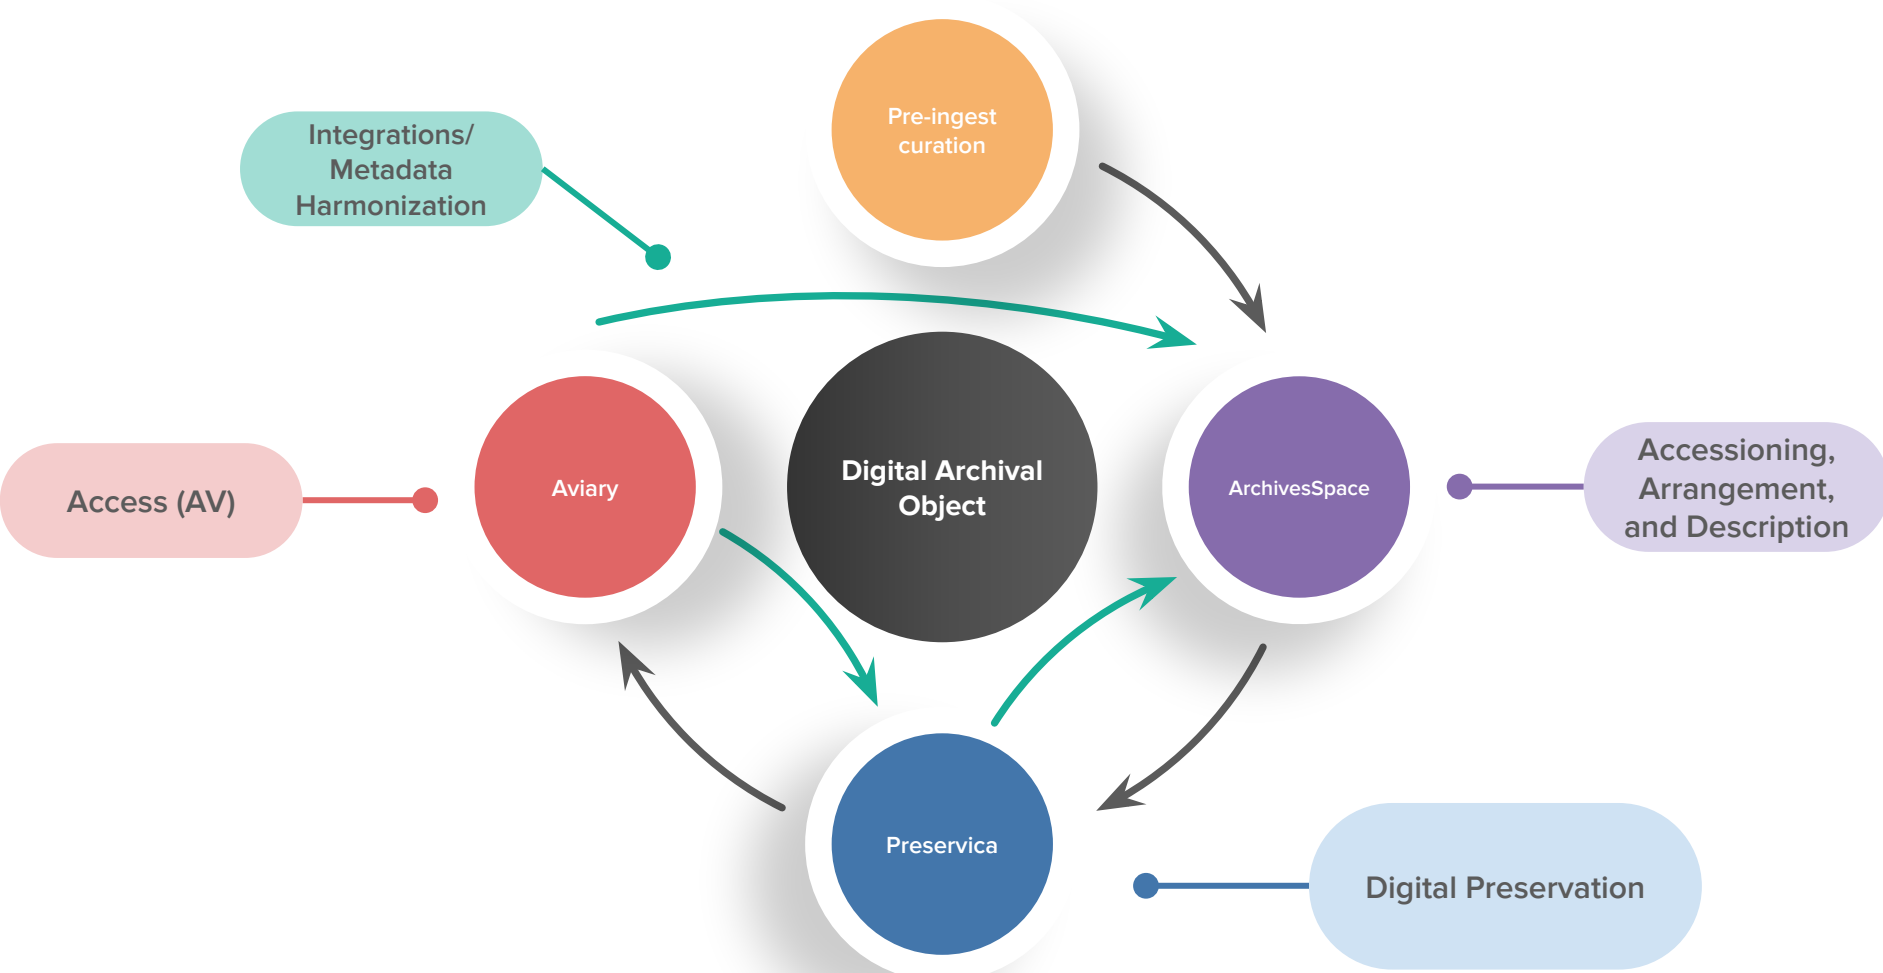 Pre-ingest
curation
Integrations/
Metadata
Harmonization
Access (AV)
Aviary
Digital Archival
Object
ArchivesSpace
Accessioning,
Arrangement,
and Description
Preservica
Digital Preservation